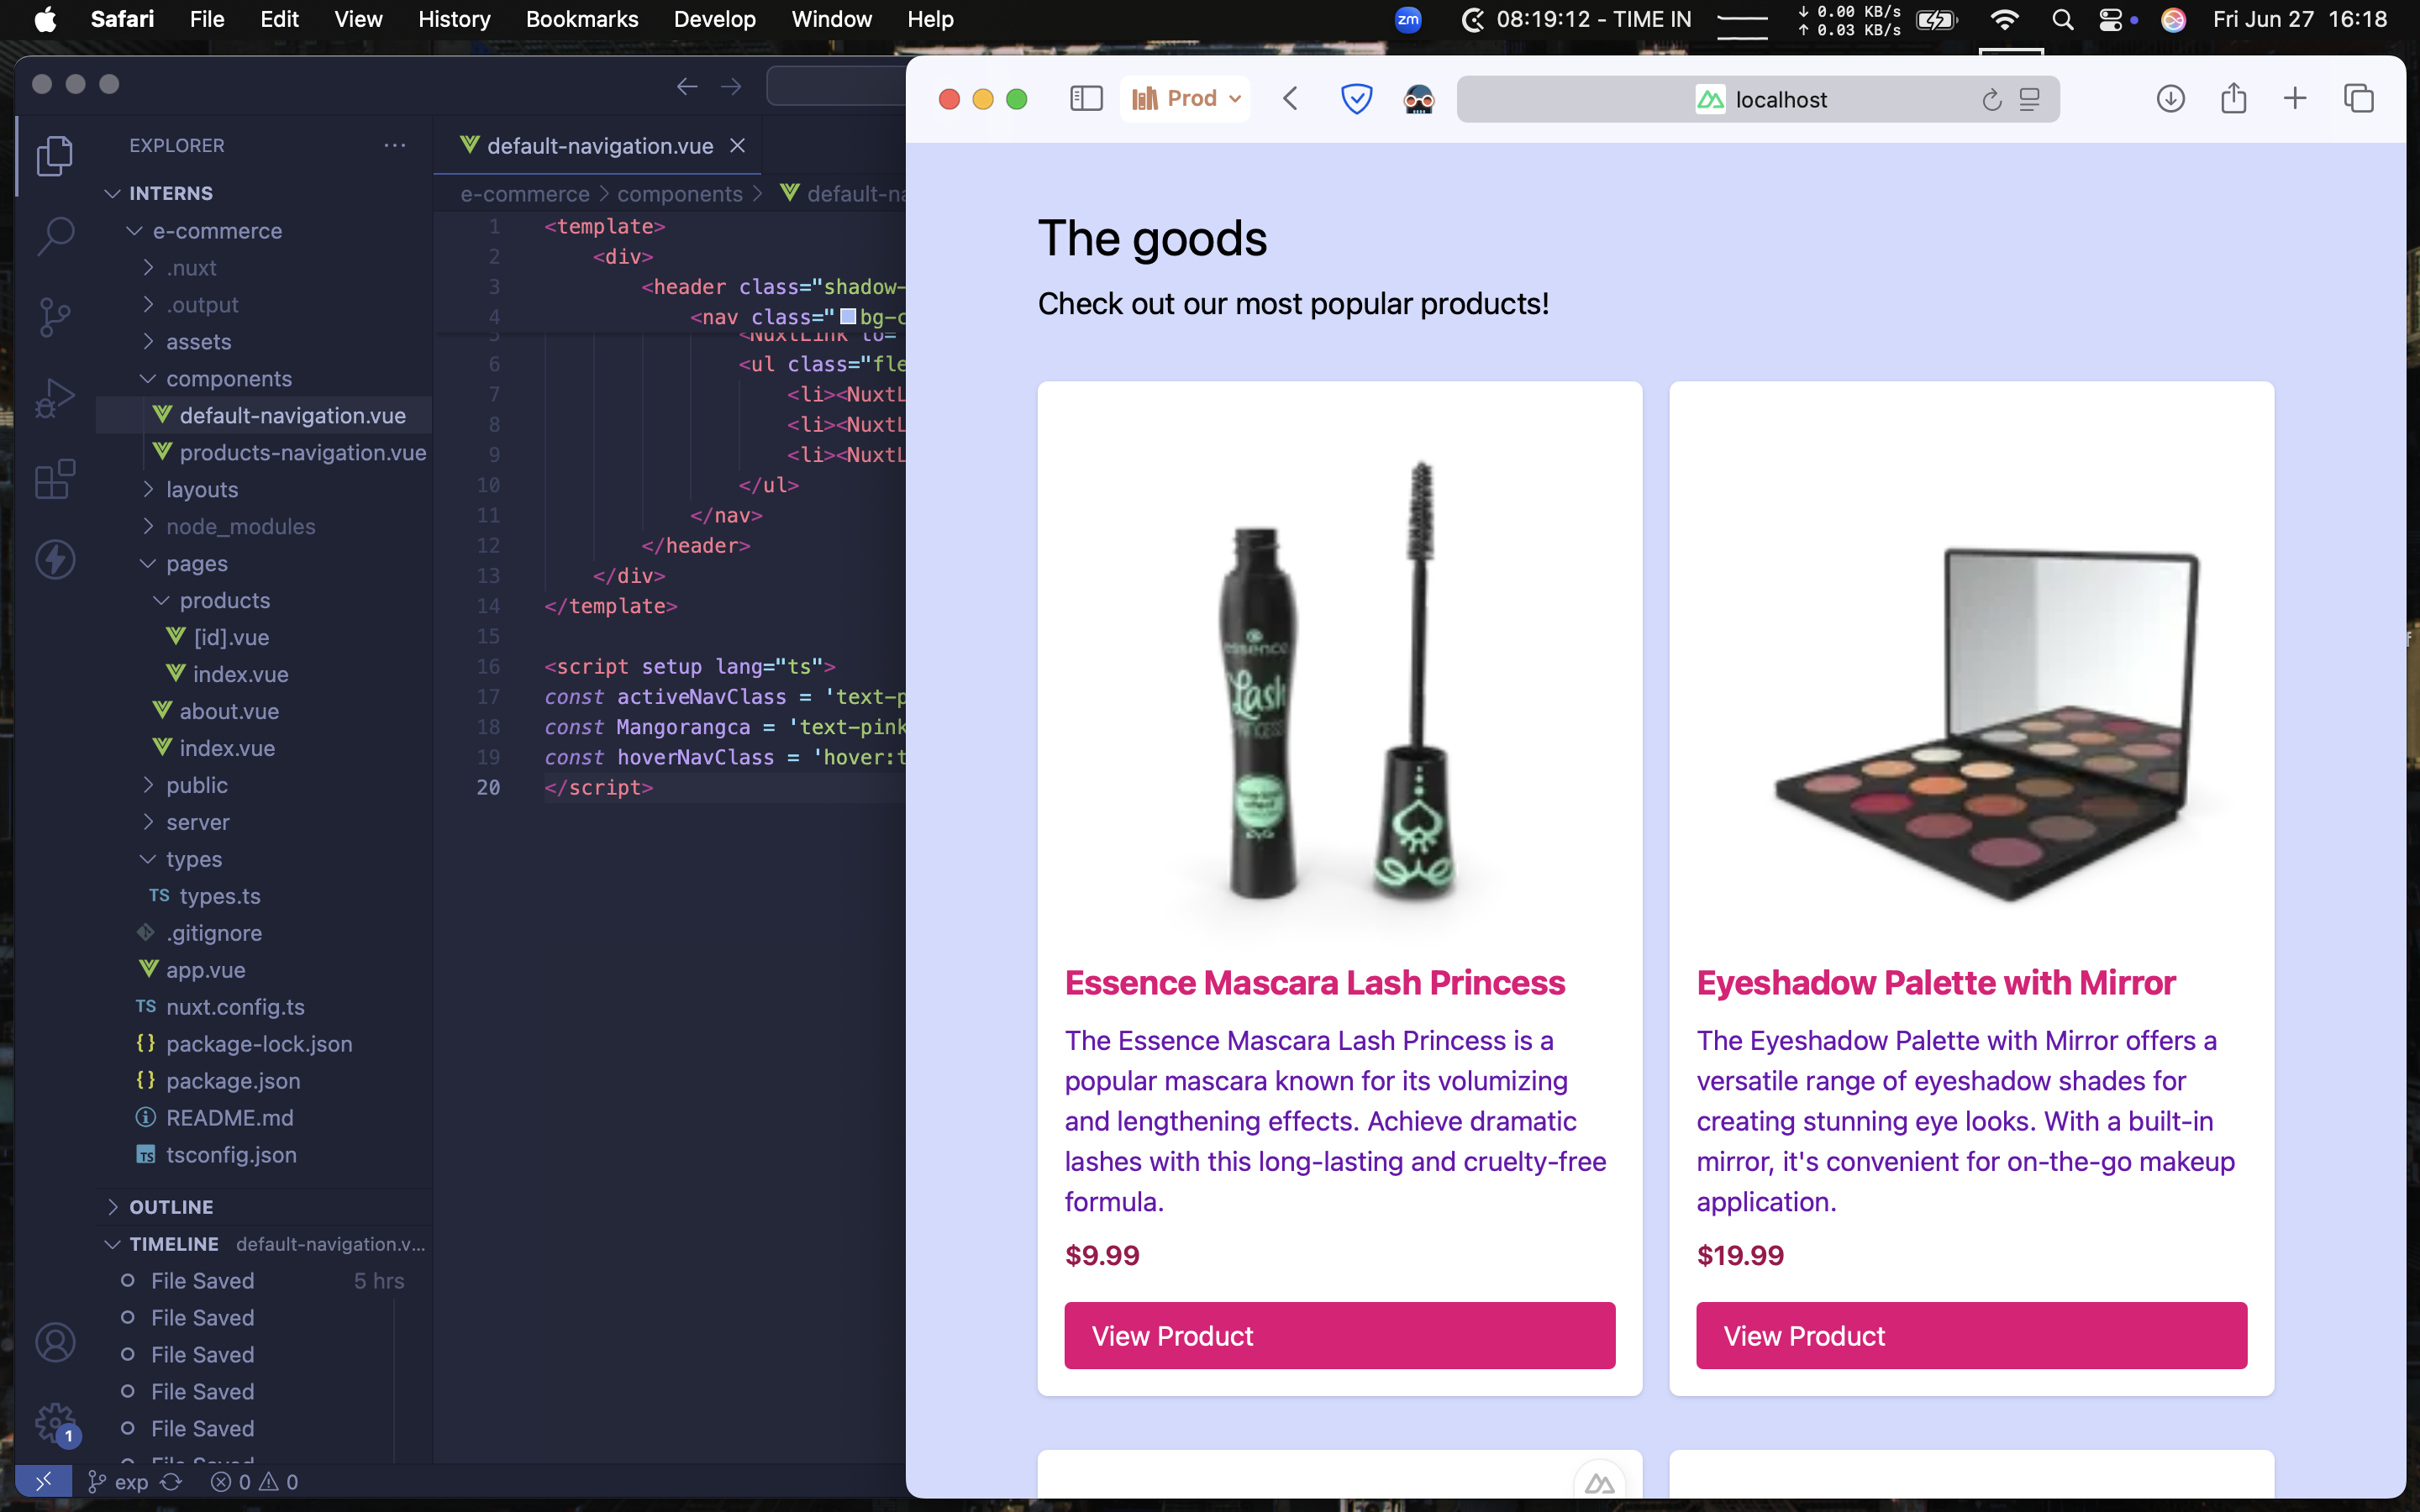 Safari File Edit View History Bookmarks Develop Window Help
zm 08:19:12 - TIME IN ↓ 0.00 KB/s ↑ 0.03 KB/s Fri Jun 27 16:18
EXPLORER
INTERNS
e-commerce
.nuxt
.output
assets
components
default-navigation.vue
products-navigation.vue
layouts
node_modules
pages
products
[id].vue
index.vue
about.vue
index.vue
public
server
types
TS types.ts
.gitignore
app.vue
TS nuxt.config.ts
{} package-lock.json
{} package.json
README.md
TS tsconfig.json
OUTLINE
TIMELINE default-navigation.v...
File Saved 5 hrs
File Saved
File Saved
File Saved
File Saved
File Saved
1
exp 0 0
default-navigation.vue
e-commerce > components > default-na
1 <template>
2 <div>
3 <header class="shadow-
4 <nav class="bg-c
5 <NuxtLink to=
6 <ul class="fle
7 <li><NuxtL
8 <li><NuxtL
9 <li><NuxtL
10 </ul>
11 </nav>
12 </header>
13 </div>
14 </template>
15
16 <script setup lang="ts">
17 const activeNavClass = 'text-p
18 const Mangorangca = 'text-pink
19 const hoverNavClass = 'hover:t
20 </script>
Prod
localhost
The goods
Check out our most popular products!
essence
Lash
PRINCESS
Essence Mascara Lash Princess
The Essence Mascara Lash Princess is a
popular mascara known for its volumizing
and lengthening effects. Achieve dramatic
lashes with this long-lasting and cruelty-free
formula.
$9.99
View Product
Eyeshadow Palette with Mirror
The Eyeshadow Palette with Mirror offers a
versatile range of eyeshadow shades for
creating stunning eye looks. With a built-in
mirror, it's convenient for on-the-go makeup
application.
$19.99
View Product